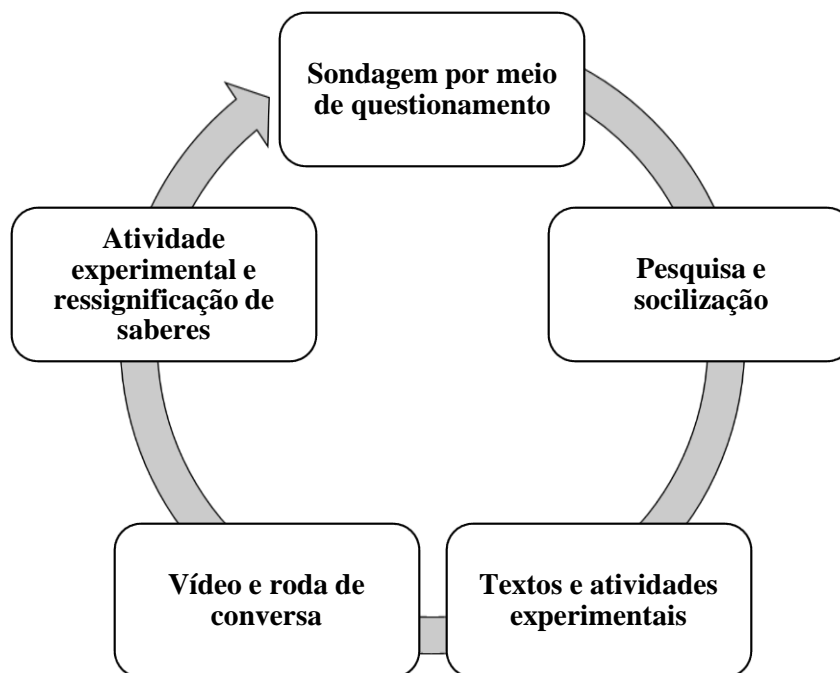 Sondagem por meio
de questionamento
Pesquisa e
socilização
Textos e atividades
experimentais
Vídeo e roda de
conversa
Atividade
experimental e
ressignificação de
saberes